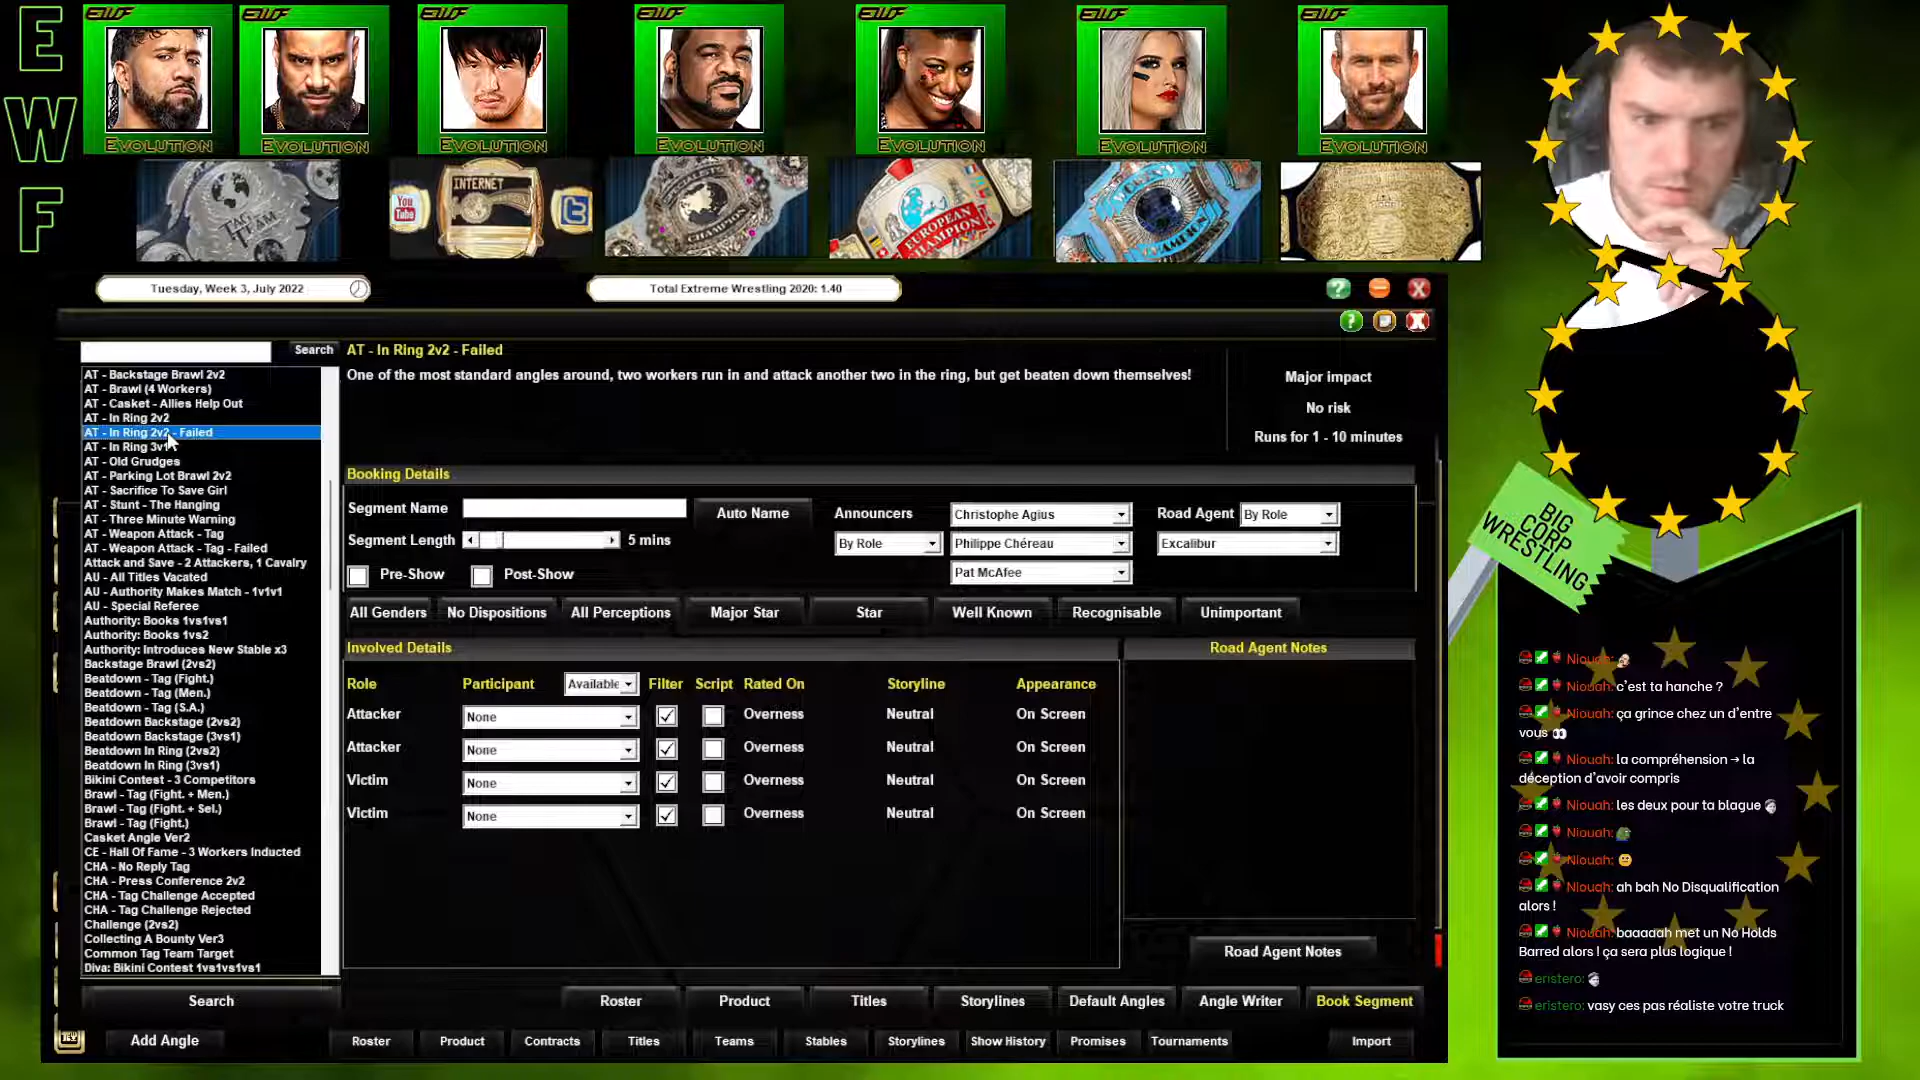 E
W
F
EWF
EWF
EWF
EWF
EWF
EWF
EWF
EVOLUTION
EVOLUTION
EVOLUTION
EVOLUTION
EVOLUTION
EVOLUTION
EVOLUTION
TAG TEAM
INTERNET
You Tube
CHAMPION
EUROPEAN CHAMPION
Tuesday, Week 3, July 2022
Total Extreme Wrestling 2020: 1.40
Search
AT - In Ring 2v2 - Failed
One of the most standard angles around, two workers run in and attack another two in the ring, but get beaten down themselves!
Major impact
No risk
Runs for 1 - 10 minutes
AT - Backstage Brawl 2v2
AT - Brawl (4 Workers)
AT - Casket - Allies Help Out
AT - In Ring 2v2
AT - In Ring 2v2 - Failed
AT - In Ring 3v1
AT - Old Grudges
AT - Parking Lot Brawl 2v2
AT - Sacrifice To Save Girl
AT - Stunt - The Hanging
AT - Three Minute Warning
AT - Weapon Attack - Tag
AT - Weapon Attack - Tag - Failed
Attack and Save - 2 Attackers, 1 Cavalry
AU - All Titles Vacated
AU - Authority Makes Match - 1v1v1
AU - Special Referee
Authority: Books 1vs1vs1
Authority: Books 1vs2
Authority: Introduces New Stable x3
Backstage Brawl (2vs2)
Beatdown - Tag (Fight.)
Beatdown - Tag (Men.)
Beatdown - Tag (S.A.)
Beatdown Backstage (2vs2)
Beatdown Backstage (3vs1)
Beatdown In Ring (2vs2)
Beatdown In Ring (3vs1)
Bikini Contest - 3 Competitors
Brawl - Tag (Fight. + Men.)
Brawl - Tag (Fight. + Sel.)
Brawl - Tag (Fight.)
Casket Angle Ver2
CE - Hall Of Fame - 3 Workers Inducted
CHA - No Reply Tag
CHA - Press Conference 2v2
CHA - Tag Challenge Accepted
CHA - Tag Challenge Rejected
Challenge (2vs2)
Collecting A Bounty Ver3
Common Tag Team Target
Diva: Bikini Contest 1vs1vs1vs1
Search
Add Angle
Booking Details
Segment Name
Auto Name
Announcers
Christophe Agius
Road Agent
By Role
Segment Length
5 mins
By Role
Philippe Chéreau
Excalibur
Pre-Show
Post-Show
Pat McAfee
All Genders
No Dispositions
All Perceptions
Major Star
Star
Well Known
Recognisable
Unimportant
Involved Details
Road Agent Notes
Role
Participant
Available
Filter
Script
Rated On
Storyline
Appearance
Attacker
None
Overness
Neutral
On Screen
Attacker
None
Overness
Neutral
On Screen
Victim
None
Overness
Neutral
On Screen
Victim
None
Overness
Neutral
On Screen
Road Agent Notes
Roster
Product
Titles
Storylines
Default Angles
Angle Writer
Book Segment
Roster
Product
Contracts
Titles
Teams
Stables
Storylines
Show History
Promises
Tournaments
Import
BIG
CORP
WRESTLING
Niouah:
Niouah: c'est ta hanche ?
Niouah: ça grince chez un d'entre
vous 👀
Niouah: la compréhension → la
déception d'avoir compris
Niouah: les deux pour ta blague
Niouah:
Niouah:
Niouah: ah bah No Disqualification
alors !
Niouah: baaaaah met un No Holds
Barred alors ! ça sera plus logique !
eristero:
eristero: vasy ces pas réaliste votre truck